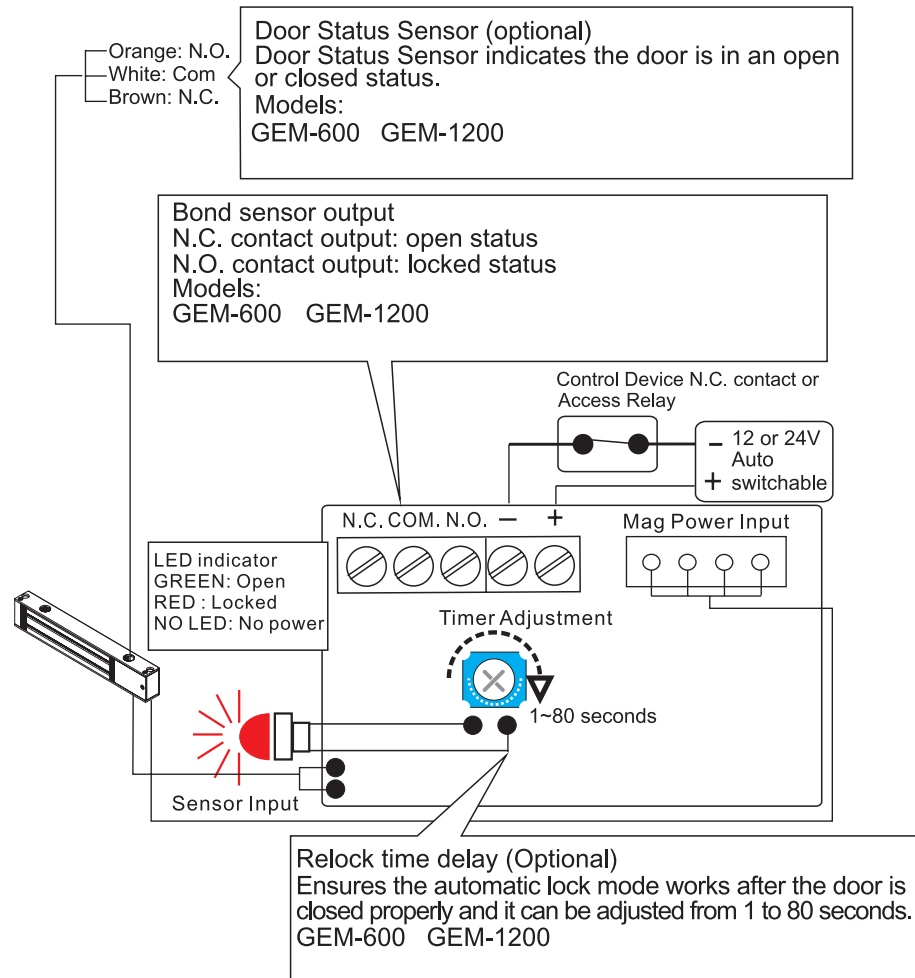 Orange: N.O.
White: Com
Brown: N.C.
Door Status Sensor (optional)
Door Status Sensor indicates the door is in an open
or closed status.
Models:
GEM-600 GEM-1200
Bond sensor output
N.C. contact output: open status
N.O. contact output: locked status
Models:
GEM-600 GEM-1200
Control Device N.C. contact or
Access Relay
− 12 or 24V
Auto
+ switchable
N.C. COM. N.O. − +
Mag Power Input
LED indicator
GREEN: Open
RED : Locked
NO LED: No power
Timer Adjustment
1~80 seconds
Sensor Input
Relock time delay (Optional)
Ensures the automatic lock mode works after the door is
closed properly and it can be adjusted from 1 to 80 seconds.
GEM-600 GEM-1200